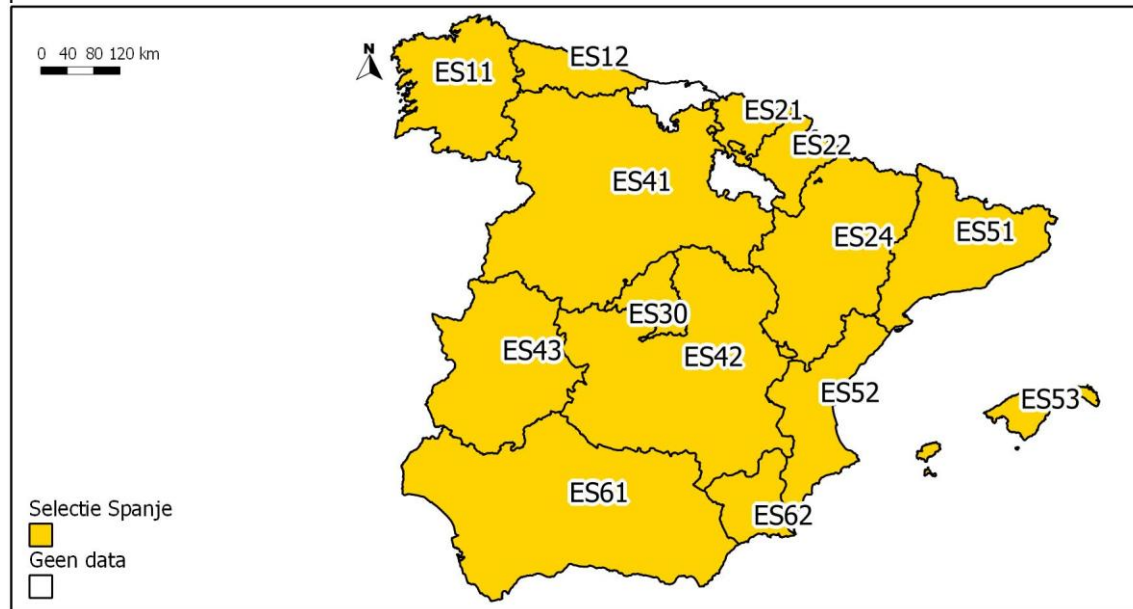 0 40 80 120 km
N
ES11
ES12
ES21
ES22
ES41
ES24
ES51
ES30
ES43
ES42
ES52
ES53
ES61
ES62
Selectie Spanje
Geen data